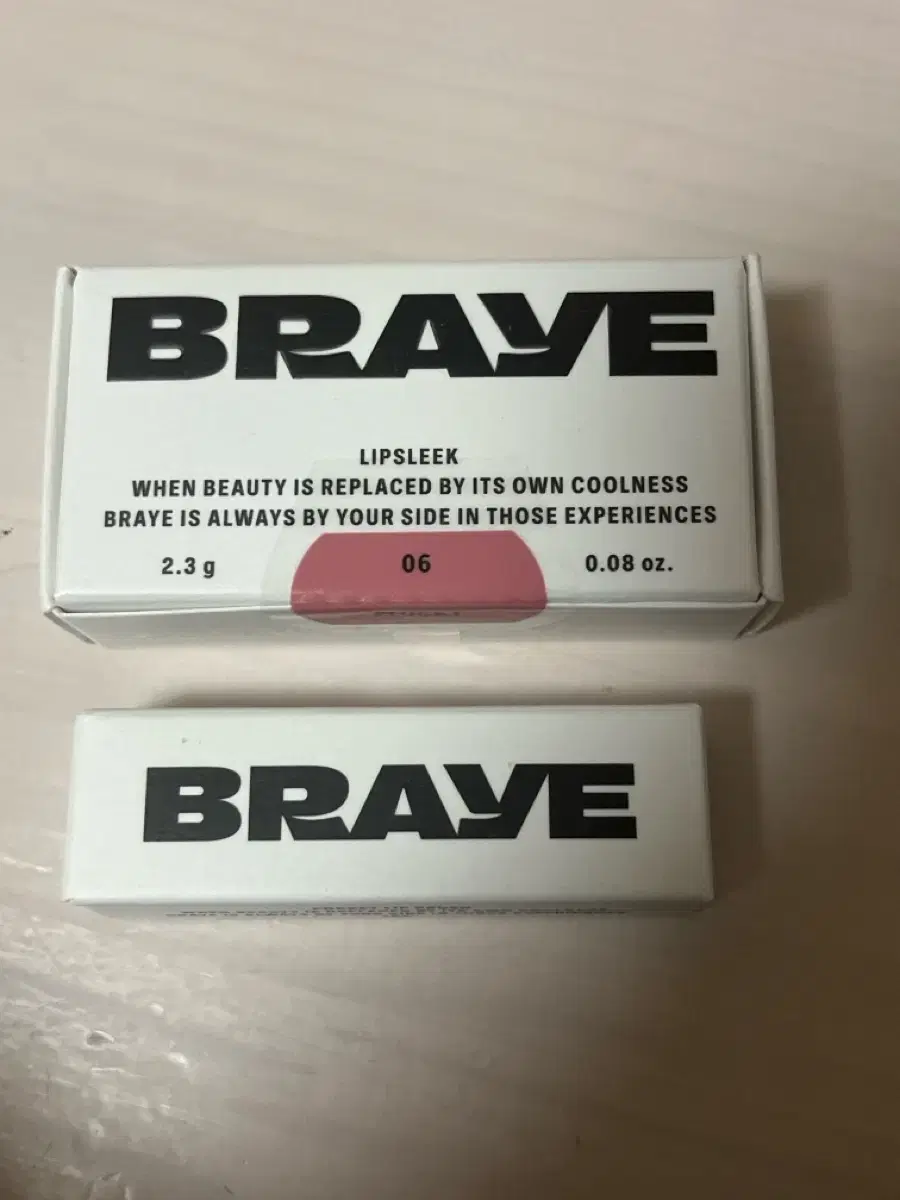 BRAYE
LIPSLEEK
WHEN BEAUTY IS REPLACED BY ITS OWN COOLNESS
BRAYE IS ALWAYS BY YOUR SIDE IN THOSE EXPERIENCES
2.3 g 06 0.08 oz.
BRAYE